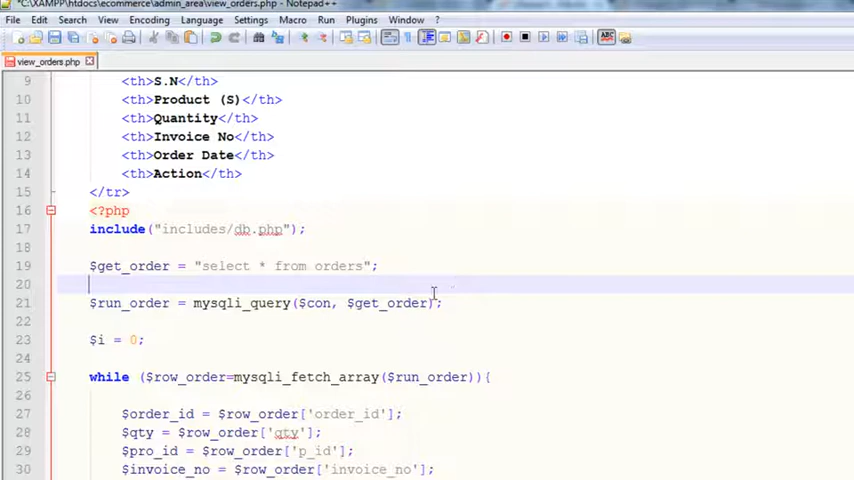 *C:\XAMPP\htdocs\ecommerce\admin_area\view_orders.php - Notepad++
File Edit Search View Encoding Language Settings Macro Run Plugins Window ?
view_orders.php
9 <th>S.N</th>
10 <th>Product (S)</th>
11 <th>Quantity</th>
12 <th>Invoice No</th>
13 <th>Order Date</th>
14 <th>Action</th>
15 </tr>
16 <?php
17 include("includes/db.php");
18
19 $get_order = "select * from orders";
20
21 $run_order = mysqli_query($con, $get_order);
22
23 $i = 0;
24
25 while ($row_order=mysqli_fetch_array($run_order)){
26
27 $order_id = $row_order['order_id'];
28 $qty = $row_order['qty'];
29 $pro_id = $row_order['p_id'];
30 $invoice_no = $row_order['invoice_no'];